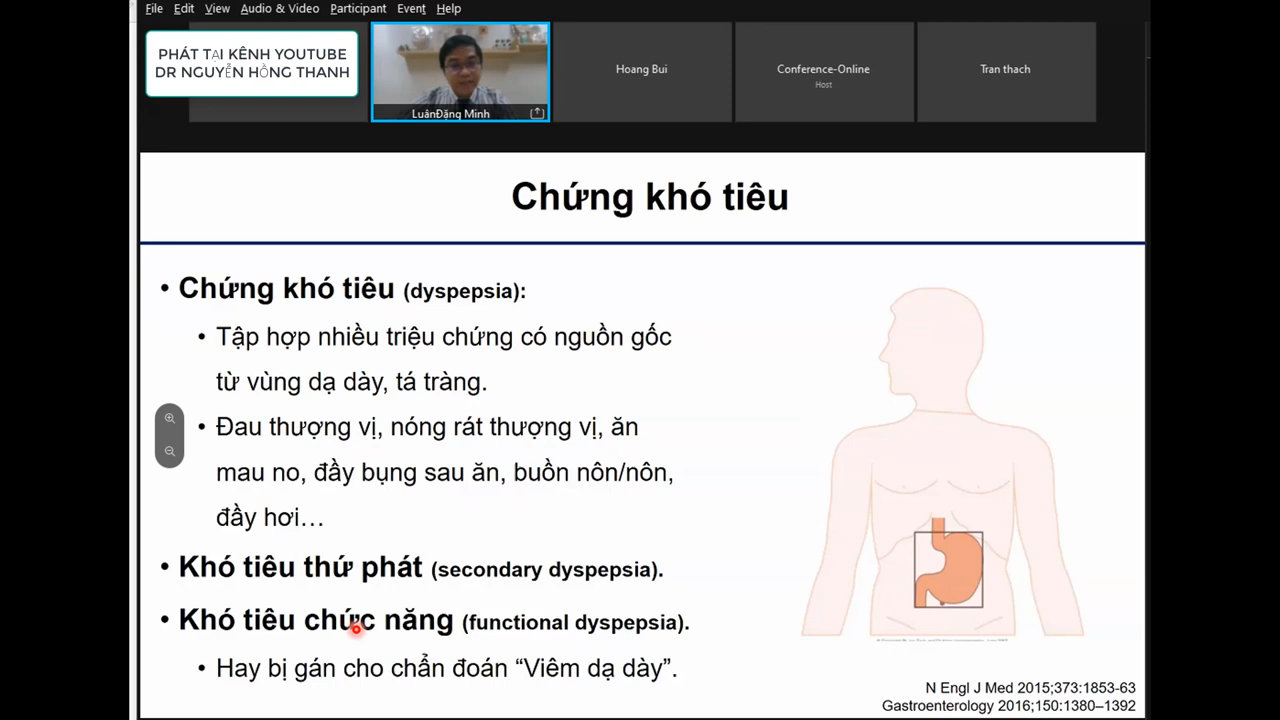 File Edit View Audio & Video Participant Event Help
PHÁT TẠI KÊNH YOUTUBE
DR NGUYỄN HỒNG THANH
LuânĐặng Minh
Hoang Bui
Conference-Online
Host
Tran thach
Chứng khó tiêu
• Chứng khó tiêu (dyspepsia):
• Tập hợp nhiều triệu chứng có nguồn gốc
từ vùng dạ dày, tá tràng.
• Đau thượng vị, nóng rát thượng vị, ăn
mau no, đầy bụng sau ăn, buồn nôn/nôn,
đầy hơi…
• Khó tiêu thứ phát (secondary dyspepsia).
• Khó tiêu chức năng (functional dyspepsia).
• Hay bị gán cho chẩn đoán “Viêm dạ dày”.
N Engl J Med 2015;373:1853-63
Gastroenterology 2016;150:1380–1392